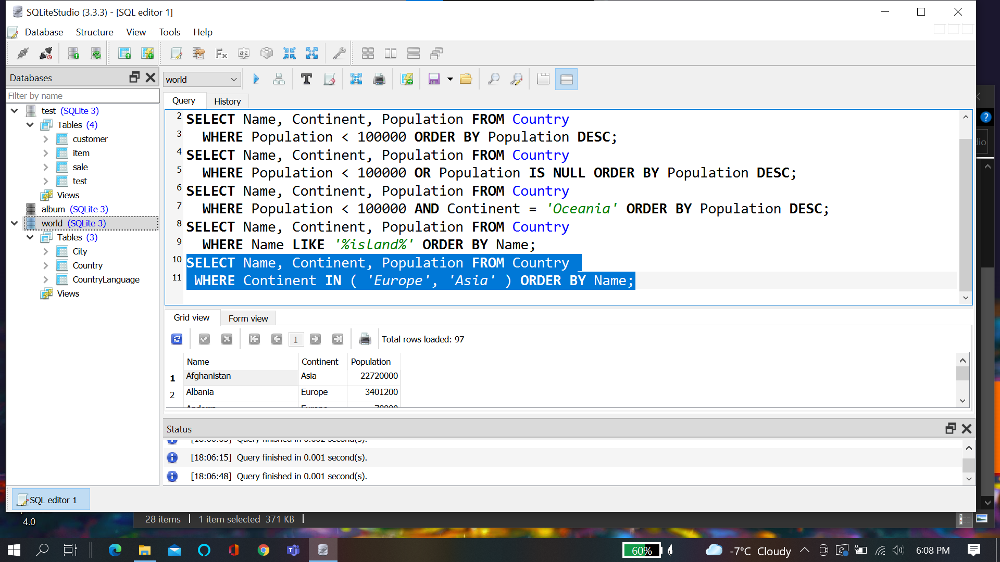 SQLiteStudio (3.3.3) - [SQL editor 1]
Database Structure View Tools Help
Databases
Filter by name
test (SQLite 3)
Tables (4)
customer
item
sale
test
Views
album (SQLite 3)
world (SQLite 3)
Tables (3)
City
Country
CountryLanguage
Views
world
Query History
2 SELECT Name, Continent, Population FROM Country
3 WHERE Population < 100000 ORDER BY Population DESC;
4 SELECT Name, Continent, Population FROM Country
5 WHERE Population < 100000 OR Population IS NULL ORDER BY Population DESC;
6 SELECT Name, Continent, Population FROM Country
7 WHERE Population < 100000 AND Continent = 'Oceania' ORDER BY Population DESC;
8 SELECT Name, Continent, Population FROM Country
9 WHERE Name LIKE '%island%' ORDER BY Name;
10 SELECT Name, Continent, Population FROM Country
11 WHERE Continent IN ( 'Europe', 'Asia' ) ORDER BY Name;
Grid view Form view
1 Total rows loaded: 97
Name Continent Population
1 Afghanistan Asia 22720000
2 Albania Europe 3401200
Status
Query finished in 0.002 second(s).
[18:06:15] Query finished in 0.001 second(s).
[18:06:48] Query finished in 0.001 second(s).
SQL editor 1
4.0
28 items 1 item selected 371 KB
60% -7°C Cloudy 6:08 PM